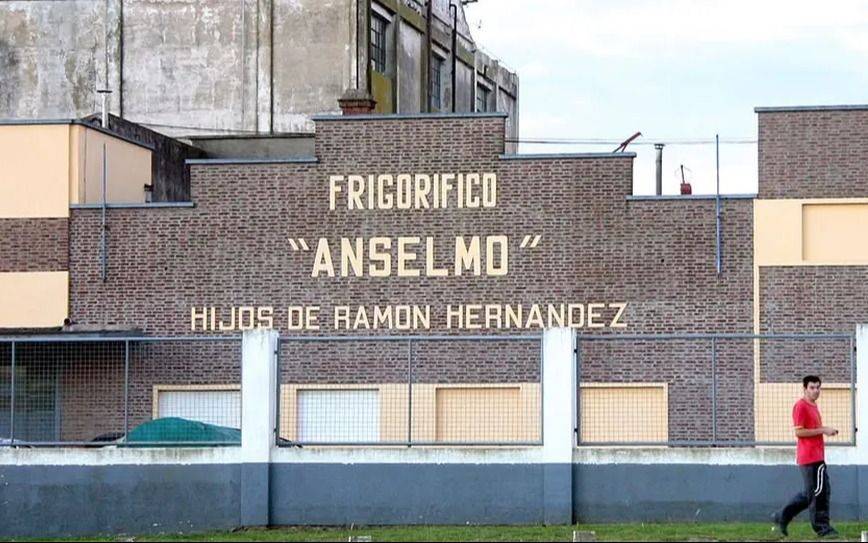 FRIGORIFICO
"ANSELMO"
HIJOS DE RAMON HERNANDEZ